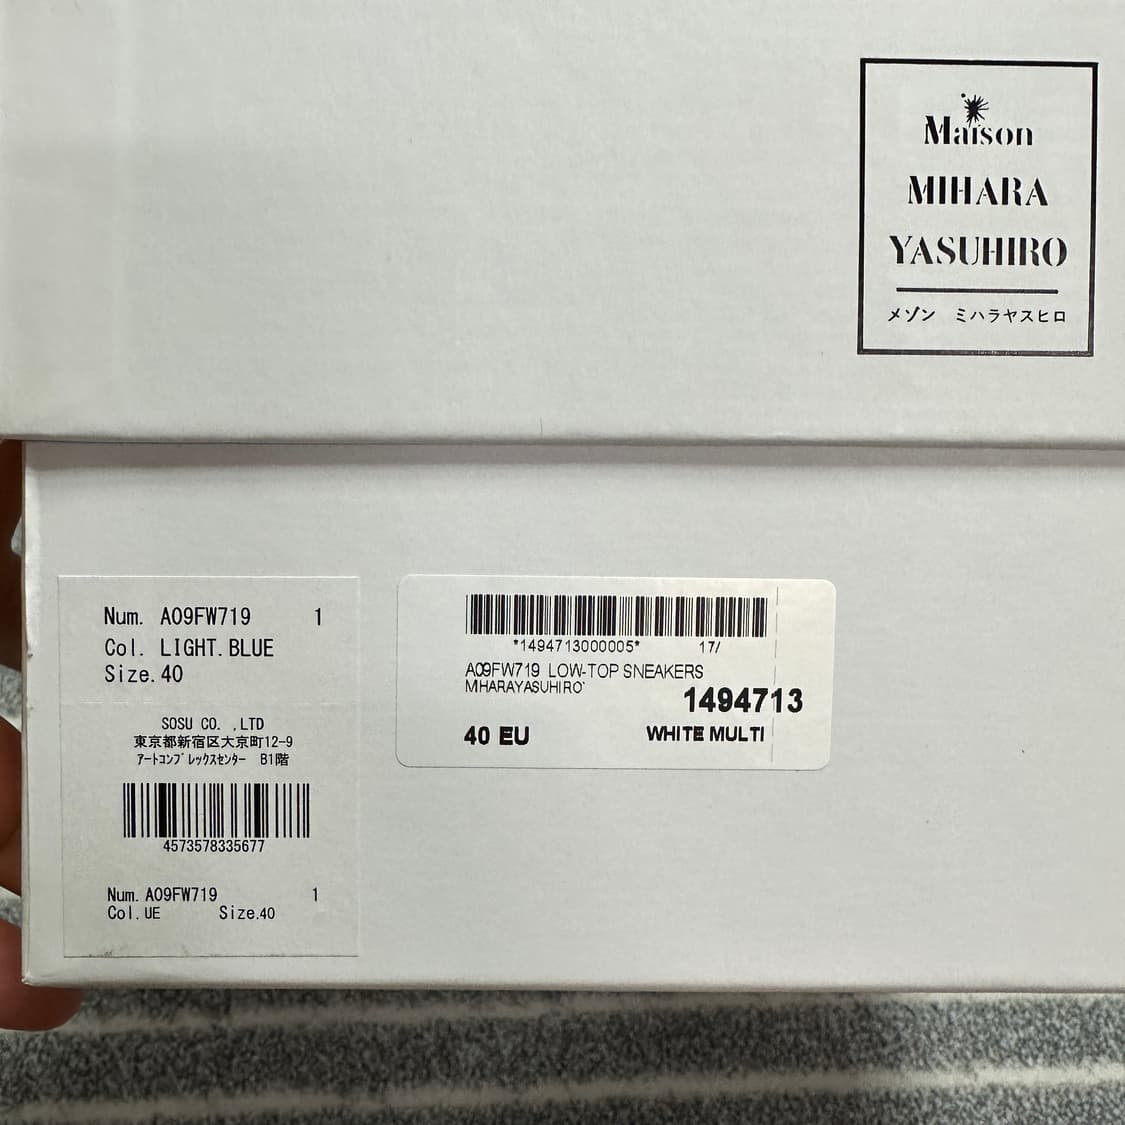 Maison
MIHARA
YASUHIRO
メゾン ミハラヤスヒロ
Num. A09FW719 1
Col. LIGHT.BLUE
Size.40
SOSU CO. ,LTD
東京都新宿区大京町12-9
アートコンプレックスセンター B1階
4573578335677
Num. A09FW719 1
Col. UE Size.40
*1494713000005* 17/
A09FW719 LOW-TOP SNEAKERS
MIHARAYASUHIRO`
1494713
40 EU WHITE MULTI